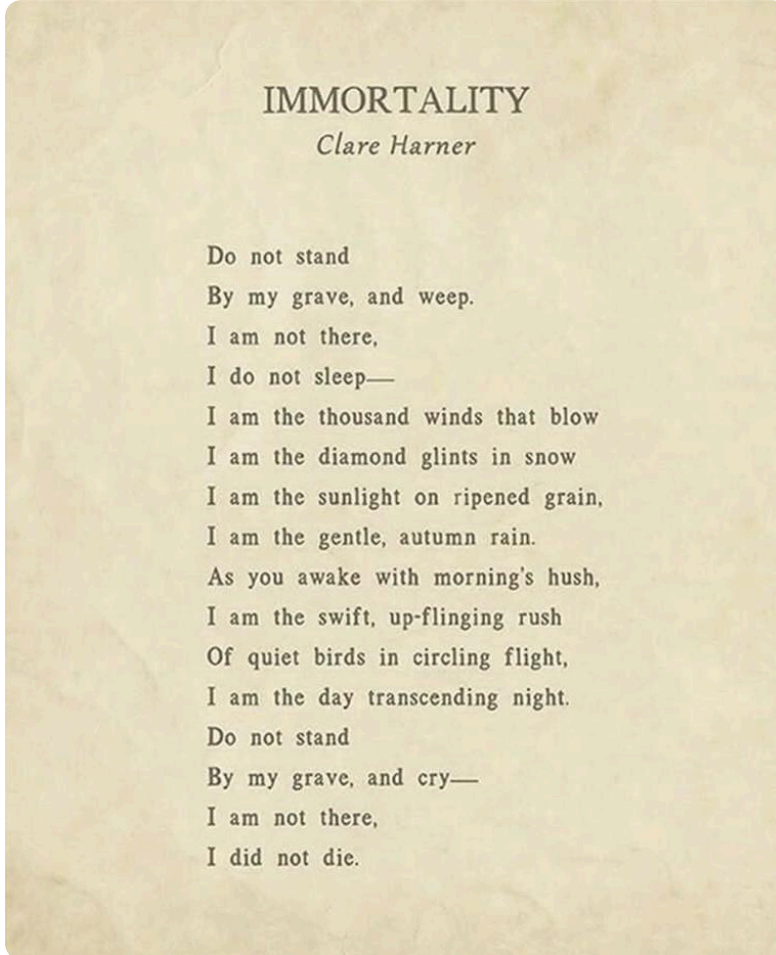 IMMORTALITY
Clare Harner
Do not stand
By my grave, and weep.
I am not there,
I do not sleep—
I am the thousand winds that blow
I am the diamond glints in snow
I am the sunlight on ripened grain,
I am the gentle, autumn rain.
As you awake with morning's hush,
I am the swift, up-flinging rush
Of quiet birds in circling flight,
I am the day transcending night.
Do not stand
By my grave, and cry—
I am not there,
I did not die.